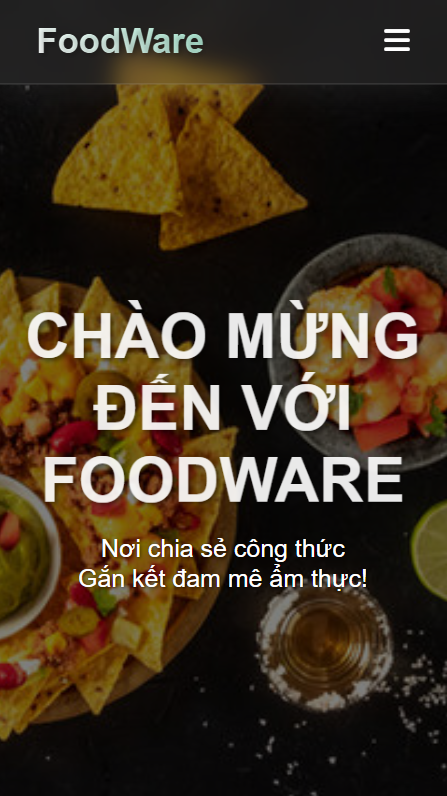 FoodWare
CHÀO MỪNG
ĐẾN VỚI
FOODWARE
Nơi chia sẻ công thức
Gắn kết đam mê ẩm thực!